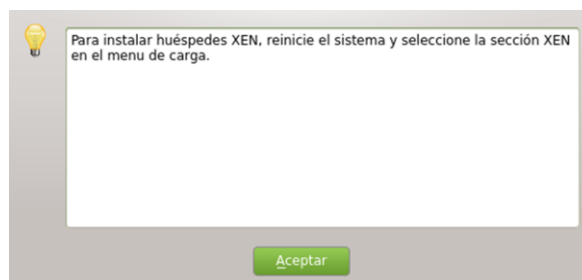 Para instalar huéspedes XEN, reinicie el sistema y seleccione la sección XEN
en el menu de carga.
Aceptar